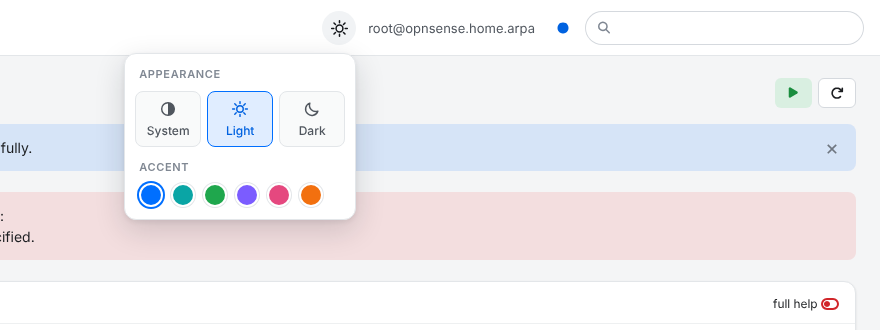 root@opnsense.home.arpa
APPEARANCE
System
Light
Dark
fully.
ACCENT
:
cified.
full help